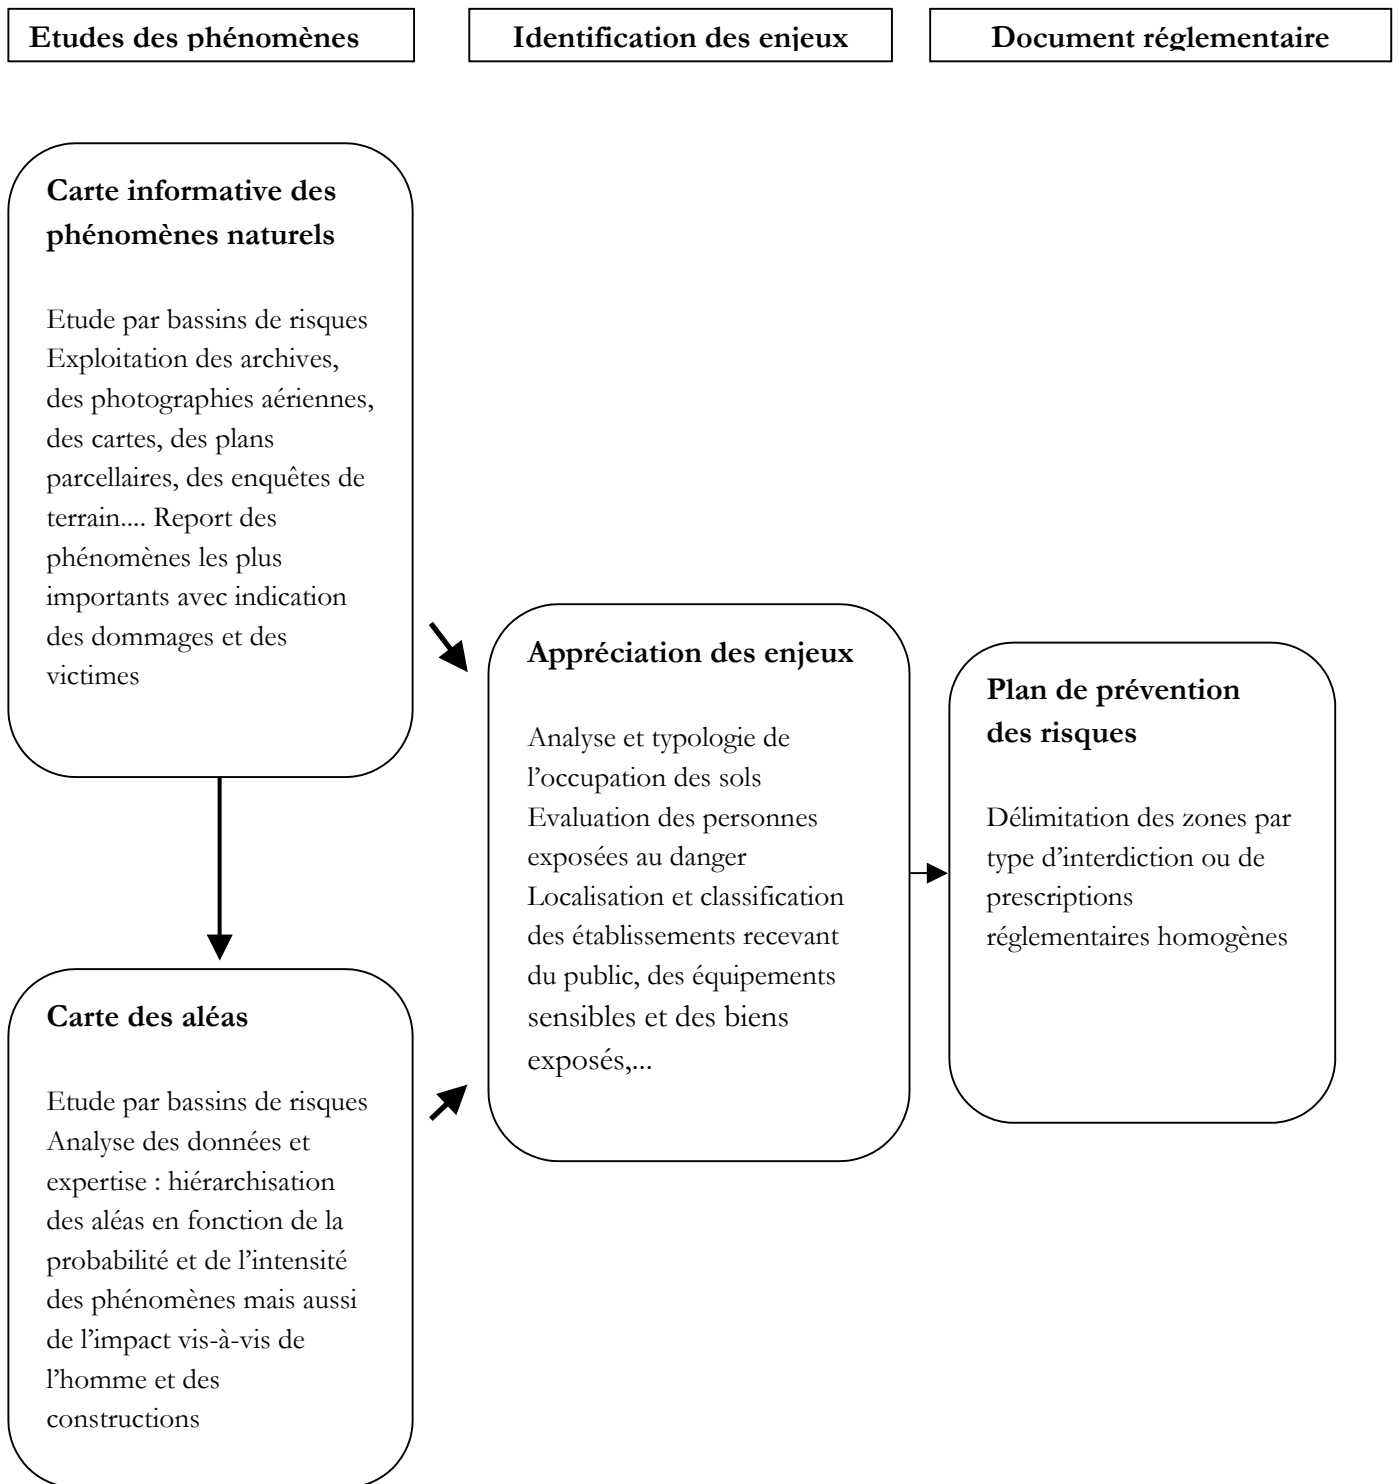 Etudes des phénomènes
Identification des enjeux
Document réglementaire
Carte informative des
phénomènes naturels
Etude par bassins de risques
Exploitation des archives,
des photographies aériennes,
des cartes, des plans
parcellaires, des enquêtes de
terrain.... Report des
phénomènes les plus
importants avec indication
des dommages et des
victimes
Carte des aléas
Etude par bassins de risques
Analyse des données et
expertise : hiérarchisation
des aléas en fonction de la
probabilité et de l’intensité
des phénomènes mais aussi
de l’impact vis-à-vis de
l’homme et des
constructions
Appréciation des enjeux
Analyse et typologie de
l’occupation des sols
Evaluation des personnes
exposées au danger
Localisation et classification
des établissements recevant
du public, des équipements
sensibles et des biens
exposés,...
Plan de prévention
des risques
Délimitation des zones par
type d’interdiction ou de
prescriptions
réglementaires homogènes